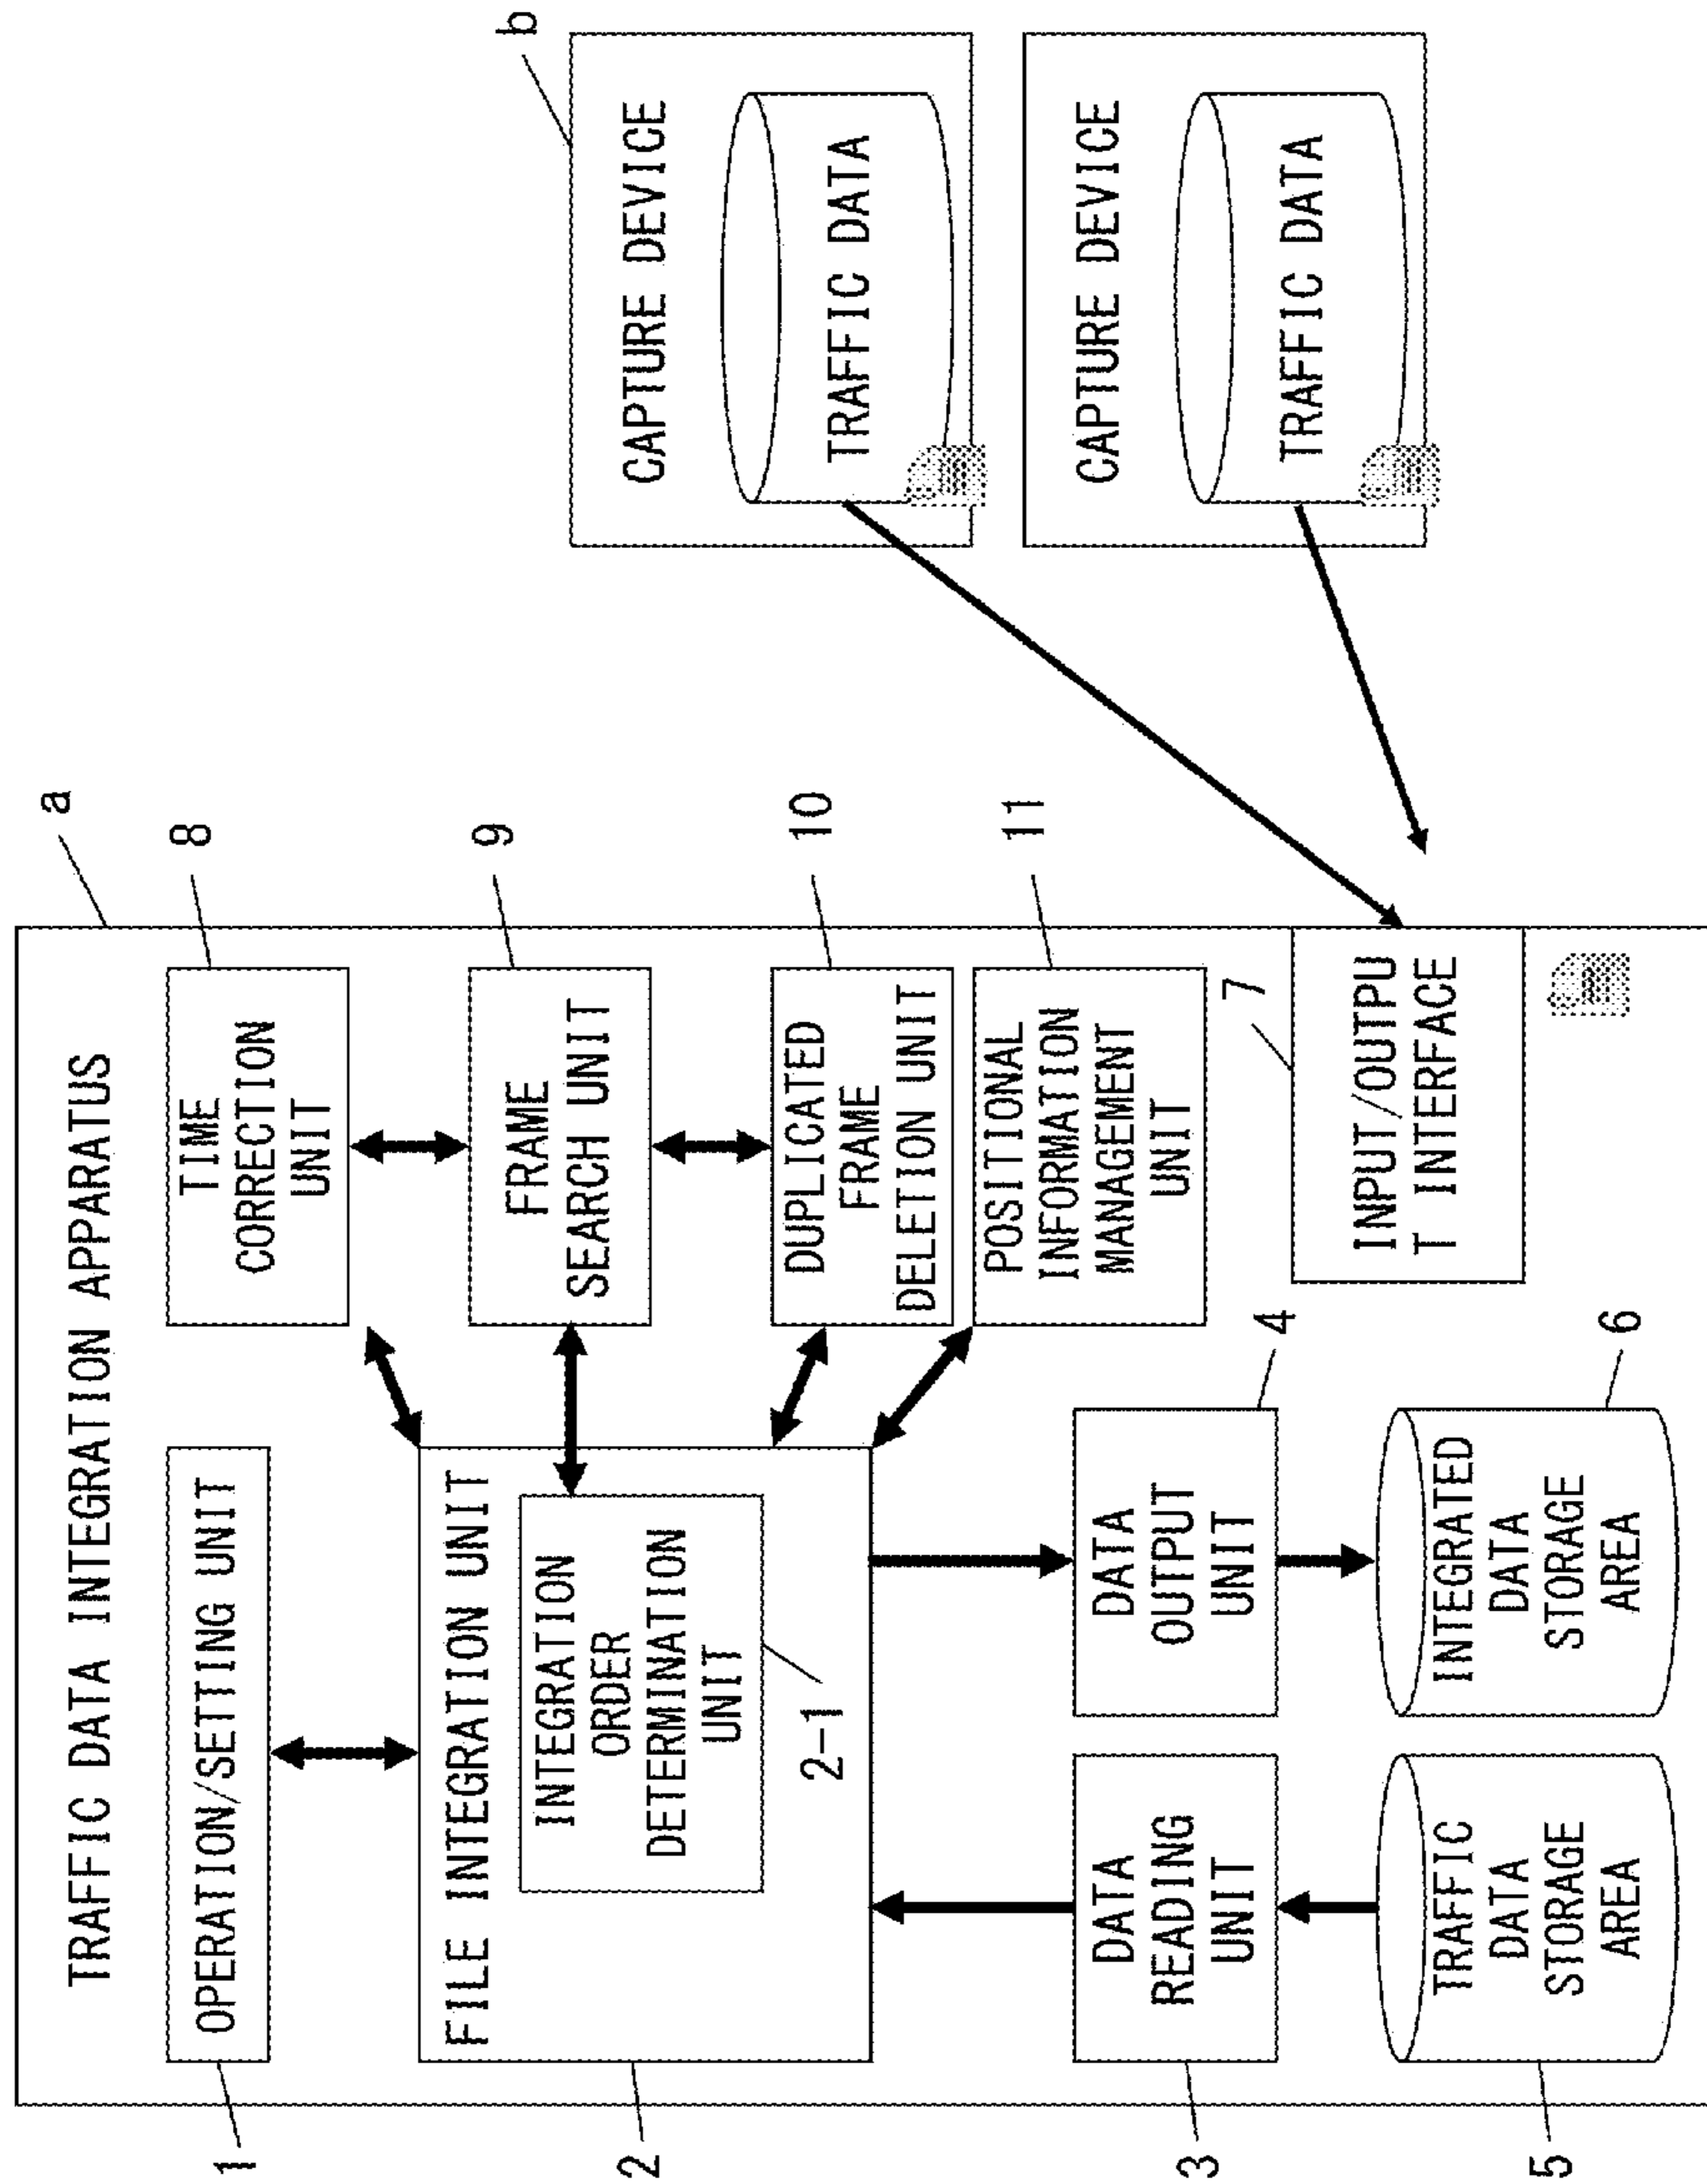 TRAFFIC DATA INTEGRATION APPARATUS
a
1
OPERATION/SETTING UNIT
2
FILE INTEGRATION UNIT
INTEGRATION
ORDER
DETERMINATION
UNIT
2-1
TIME
CORRECTION
UNIT
8
FRAME
SEARCH UNIT
9
DUPLICATED
FRAME
DELETION UNIT
10
POSITIONAL
INFORMATION
MANAGEMENT
UNIT
11
3
DATA
READING
UNIT
DATA
OUTPUT
UNIT
4
5
TRAFFIC
DATA
STORAGE
AREA
INTEGRATED
DATA
STORAGE
AREA
6
7
INPUT/OUTPU
T INTERFACE
b
CAPTURE DEVICE
TRAFFIC DATA
CAPTURE DEVICE
TRAFFIC DATA